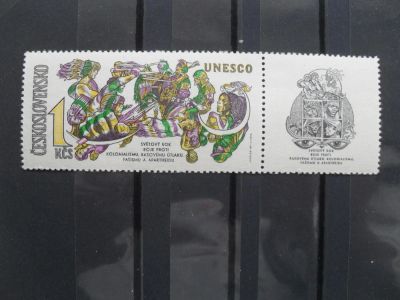 ČESKOSLOVENSKO
1 KČS
UNESCO
SVĚTOVÝ ROK
BOJE PROTI
KOLONIALISMU RASOVÉMU ÚTLAKU
FAŠISMU A APARTHEIDU
SVĚTOVÝ ROK
BOJE PROTI
RASOVÉMU ÚTLAKU KOLONIALISMU
FAŠISMU A APARTHEIDU